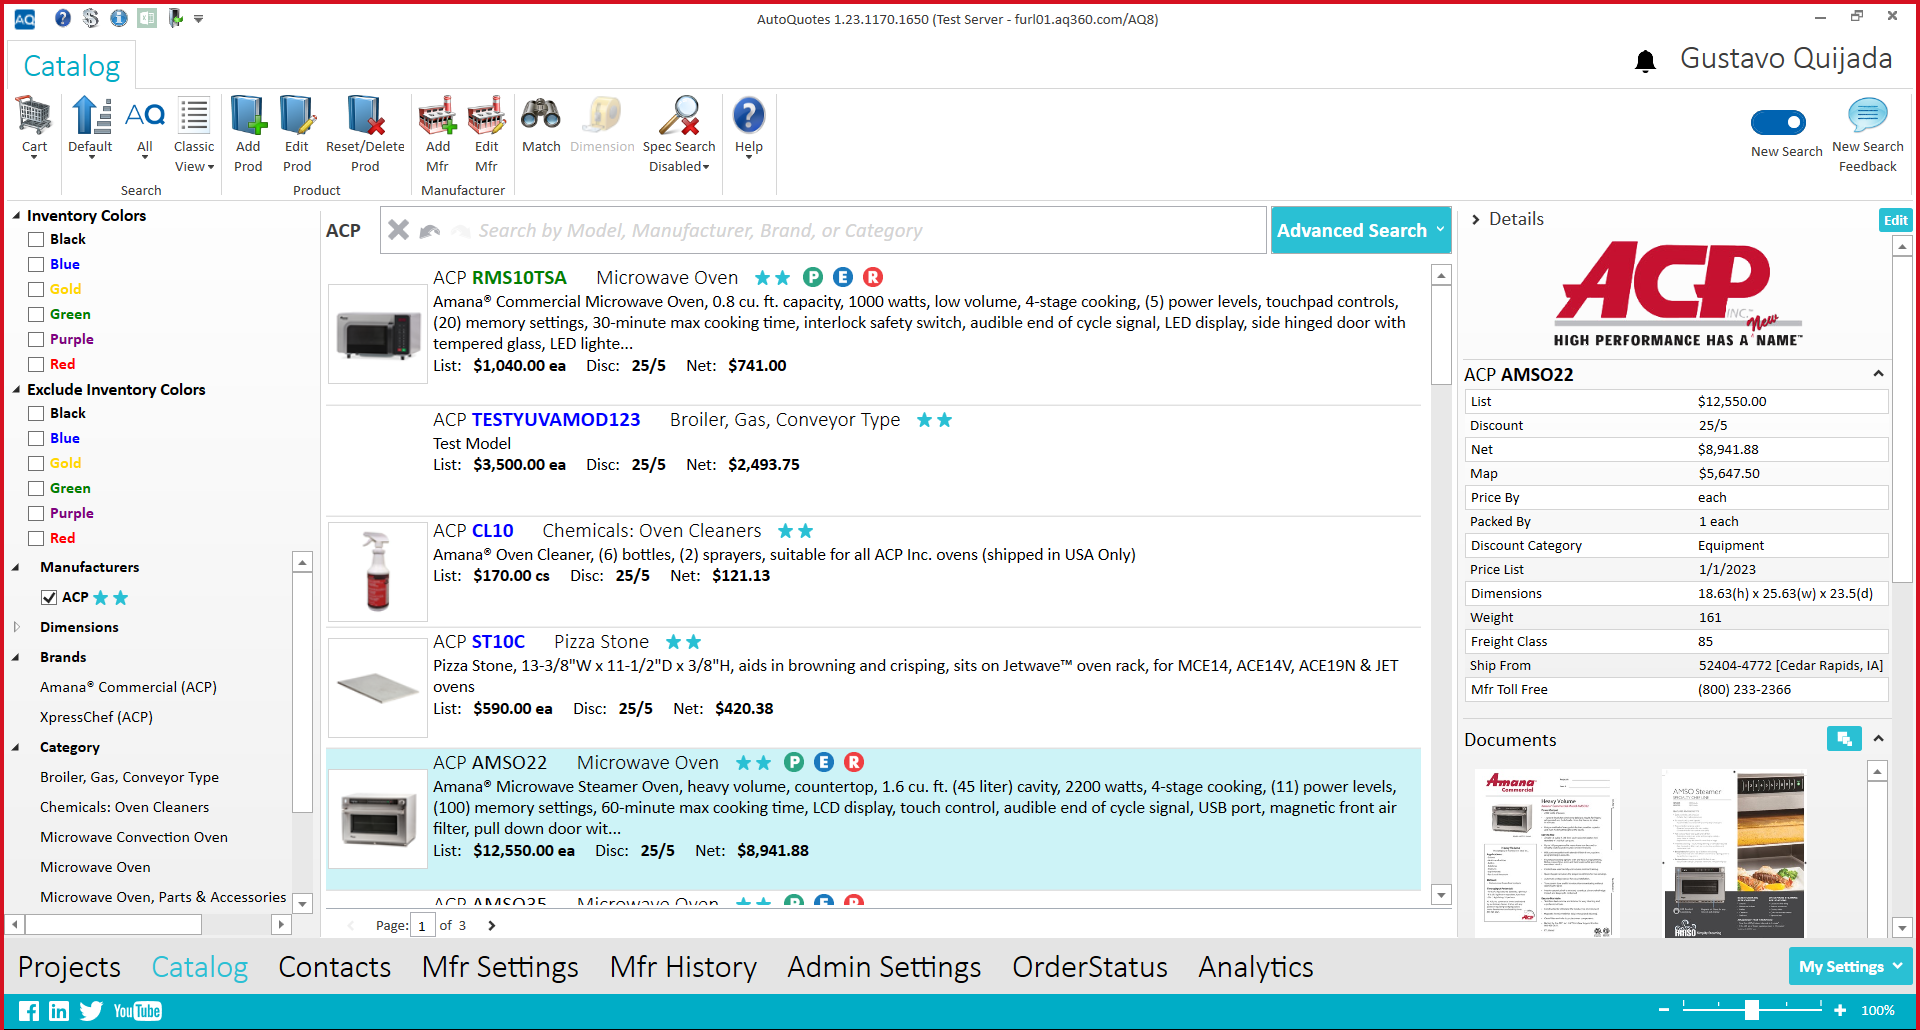 AQ
AutoQuotes 1.23.1170.1650 (Test Server - furl01.aq360.com/AQ8)
Catalog
Gustavo Quijada
Cart
Default
AQ
All
Classic
View
Search
Add
Prod
Edit
Prod
Reset/Delete
Prod
Product
Add
Mfr
Edit
Mfr
Manufacturer
Match
Dimension
Spec Search
Disabled
Help
New Search
New Search
Feedback
Inventory Colors
Black
Blue
Gold
Green
Purple
Red
Exclude Inventory Colors
Black
Blue
Gold
Green
Purple
Red
Manufacturers
ACP
Dimensions
Brands
Amana® Commercial (ACP)
XpressChef (ACP)
Category
Broiler, Gas, Conveyor Type
Chemicals: Oven Cleaners
Microwave Convection Oven
Microwave Oven
Microwave Oven, Parts & Accessories
ACP
Search by Model, Manufacturer, Brand, or Category
Advanced Search
ACP RMS10TSA Microwave Oven P E R
Amana® Commercial Microwave Oven, 0.8 cu. ft. capacity, 1000 watts, low volume, 4-stage cooking, (5) power levels, touchpad controls,
(20) memory settings, 30-minute max cooking time, interlock safety switch, audible end of cycle signal, LED display, side hinged door with
tempered glass, LED lighte...
List: $1,040.00 ea Disc: 25/5 Net: $741.00
ACP TESTYUVAMOD123 Broiler, Gas, Conveyor Type
Test Model
List: $3,500.00 ea Disc: 25/5 Net: $2,493.75
ACP CL10 Chemicals: Oven Cleaners
Amana® Oven Cleaner, (6) bottles, (2) sprayers, suitable for all ACP Inc. ovens (shipped in USA Only)
List: $170.00 cs Disc: 25/5 Net: $121.13
ACP ST10C Pizza Stone
Pizza Stone, 13-3/8"W x 11-1/2"D x 3/8"H, aids in browning and crisping, sits on Jetwave™ oven rack, for MCE14, ACE14V, ACE19N & JET
ovens
List: $590.00 ea Disc: 25/5 Net: $420.38
ACP AMSO22 Microwave Oven P E R
Amana® Microwave Steamer Oven, heavy volume, countertop, 1.6 cu. ft. (45 liter) cavity, 2200 watts, 4-stage cooking, (11) power levels,
(100) memory settings, 60-minute max cooking time, LCD display, touch control, audible end of cycle signal, USB port, magnetic front air
filter, pull down door wit...
List: $12,550.00 ea Disc: 25/5 Net: $8,941.88
ACP AMSO35 Microwave Oven P E R
Page: 1 of 3
Details
Edit
ACP
INC.™
New
HIGH PERFORMANCE HAS A NAME™
ACP AMSO22
List $12,550.00
Discount 25/5
Net $8,941.88
Map $5,647.50
Price By each
Packed By 1 each
Discount Category Equipment
Price List 1/1/2023
Dimensions 18.63(h) x 25.63(w) x 23.5(d)
Weight 161
Freight Class 85
Ship From 52404-4772 [Cedar Rapids, IA]
Mfr Toll Free (800) 233-2366
Documents
Amana
Commercial
Heavy Volume
ACP
AMSO Steamer
AMSO
Projects
Catalog
Contacts
Mfr Settings
Mfr History
Admin Settings
OrderStatus
Analytics
My Settings
YouTube
100%